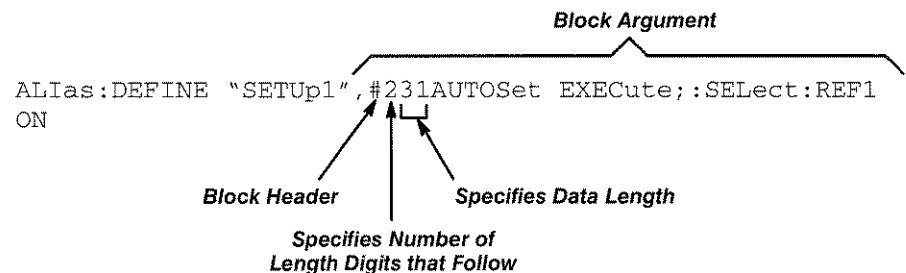 Block Argument
ALIas:DEFINE “SETUp1”,#231AUTOSet EXECute;:SELect:REF1
ON
Block Header
Specifies Data Length
Specifies Number of
Length Digits that Follow